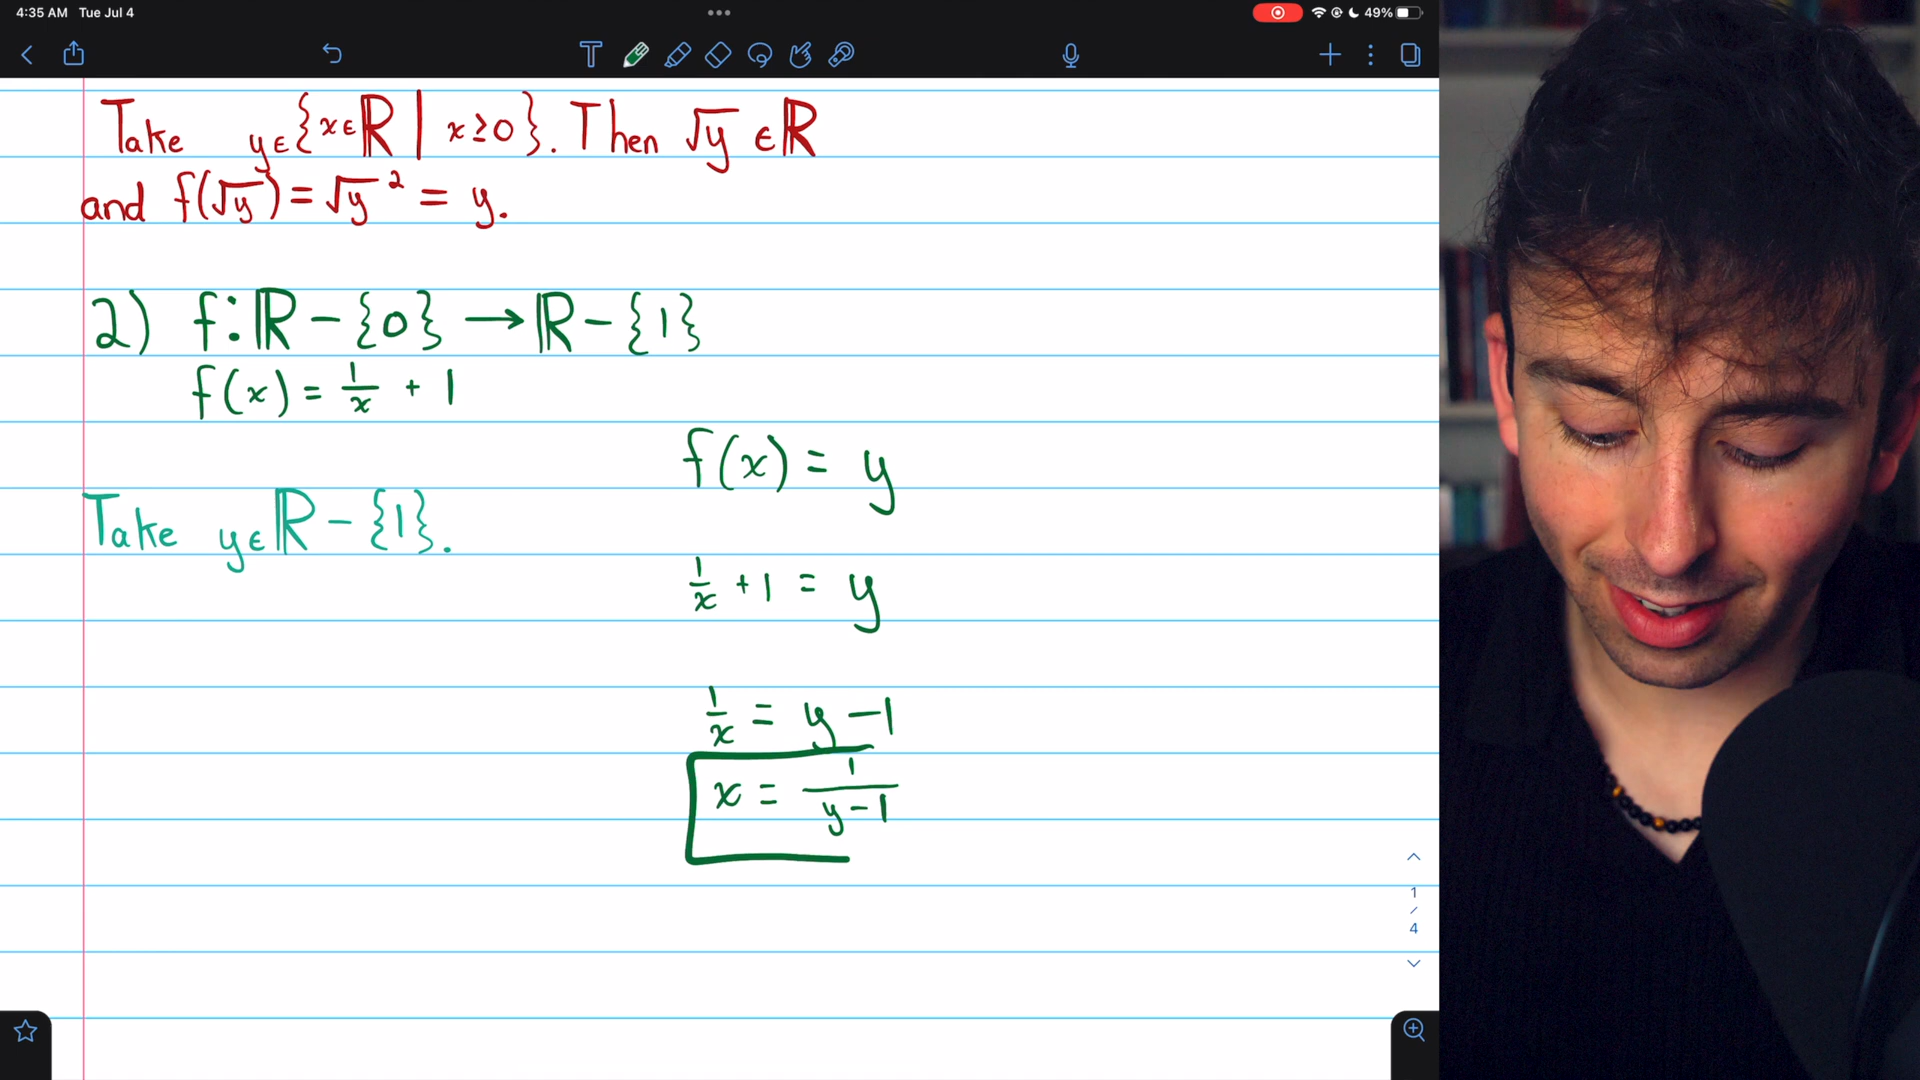 4:35 AM Tue Jul 4
49%
Take y∈{x∈ℝ | x≥0}. Then √y ∈ℝ
and f(√y)=√y² = y.
2) f:ℝ-{0}→ℝ-{1}
f(x)=1/x + 1
f(x)= y
Take y∈ℝ-{1}.
1/x +1 = y
1/x = y-1
x = 1/(y-1)
1
/
4